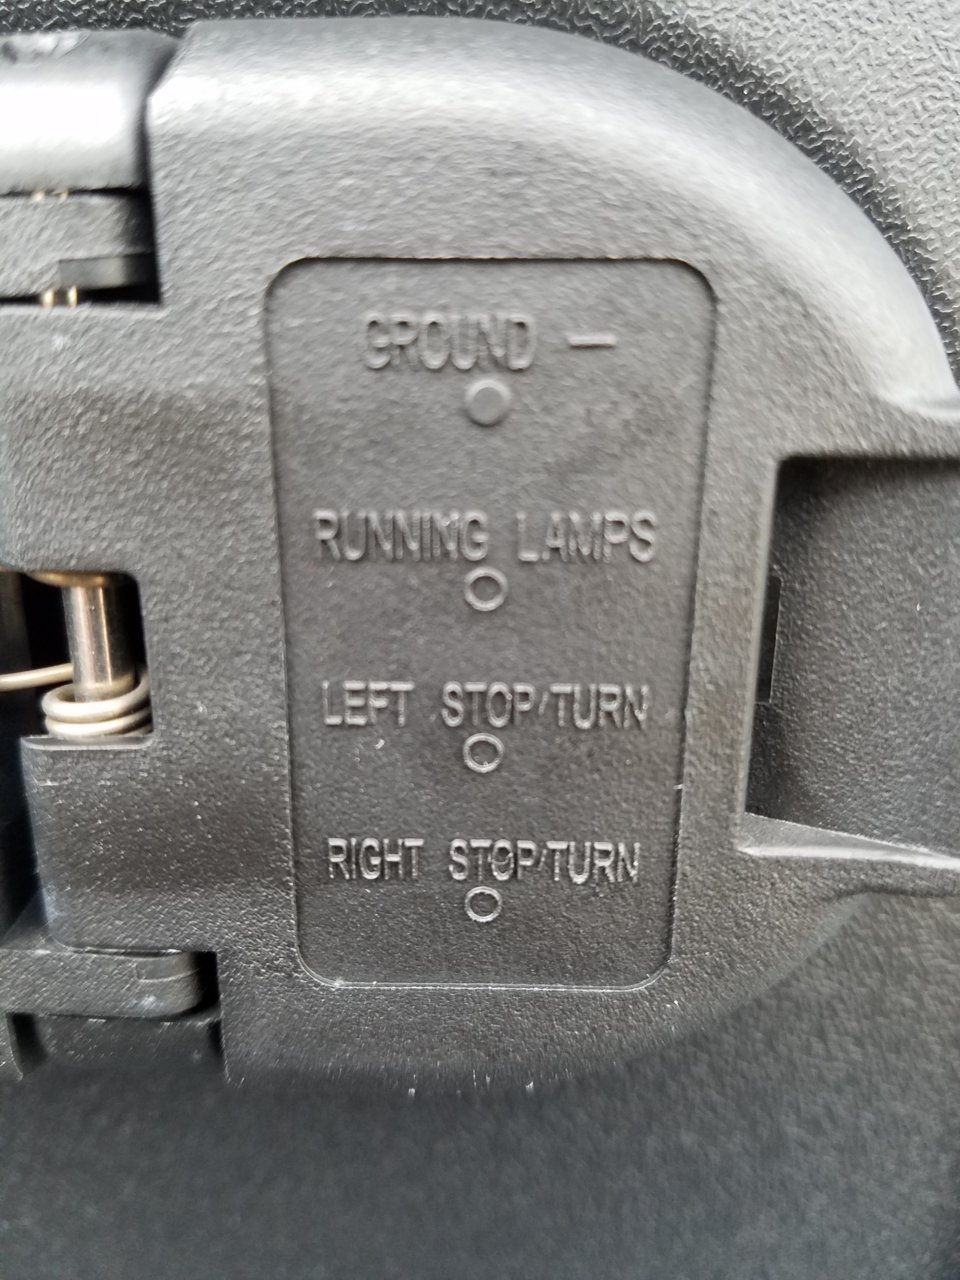 GROUND —
RUNNING LAMPS
LEFT STOP/TURN
RIGHT STOP/TURN